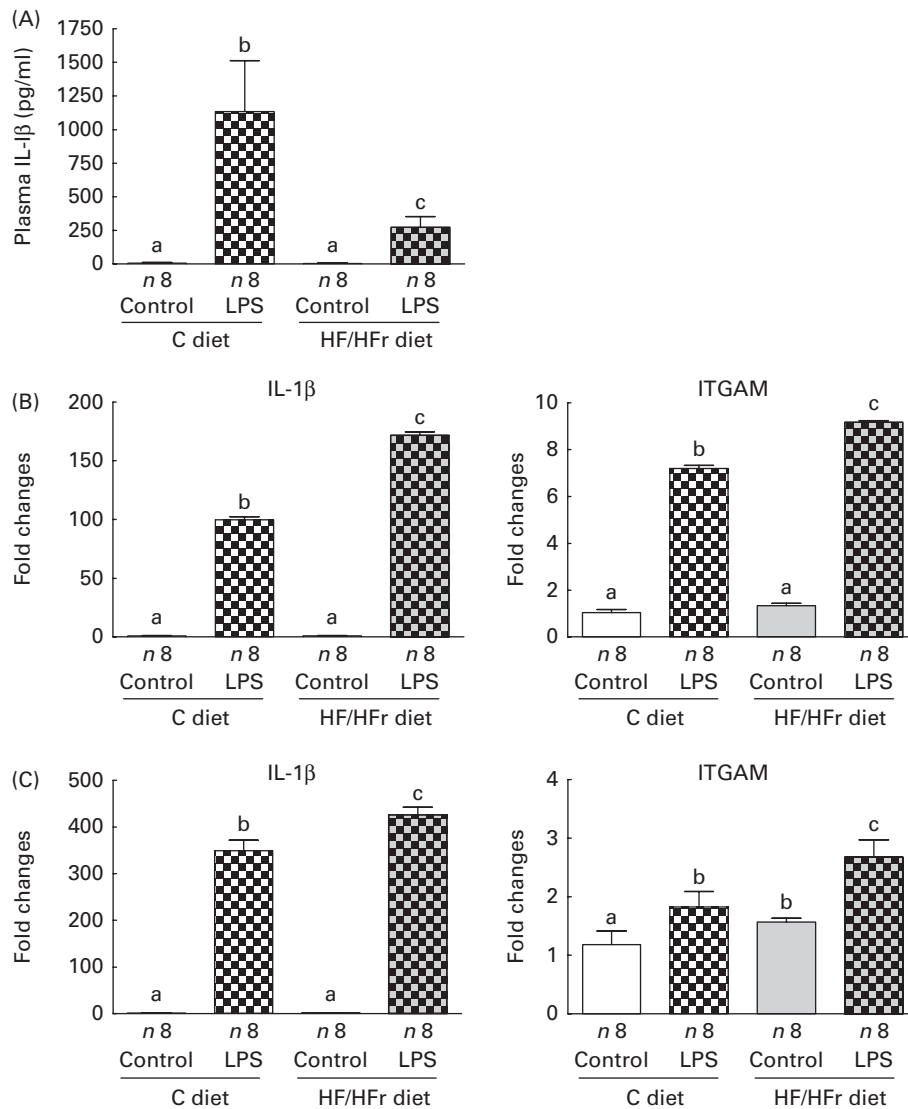 (A)
Plasma IL-Iβ (pg/ml)
1750
1500
1250
1000
750
500
250
0
a
b
a
c
n 8 n 8 n 8 n 8
Control LPS Control LPS
C diet HF/HFr diet
(B)
IL-1β
Fold changes
200
150
100
50
0
a
b
a
c
n 8 n 8 n 8 n 8
Control LPS Control LPS
C diet HF/HFr diet
ITGAM
Fold changes
10
8
6
4
2
0
a
b
a
c
n 8 n 8 n 8 n 8
Control LPS Control LPS
C diet HF/HFr diet
(C)
IL-1β
Fold changes
500
400
300
200
100
0
a
b
a
c
n 8 n 8 n 8 n 8
Control LPS Control LPS
C diet HF/HFr diet
ITGAM
Fold changes
4
3
2
1
0
a
b
b
c
n 8 n 8 n 8 n 8
Control LPS Control LPS
C diet HF/HFr diet